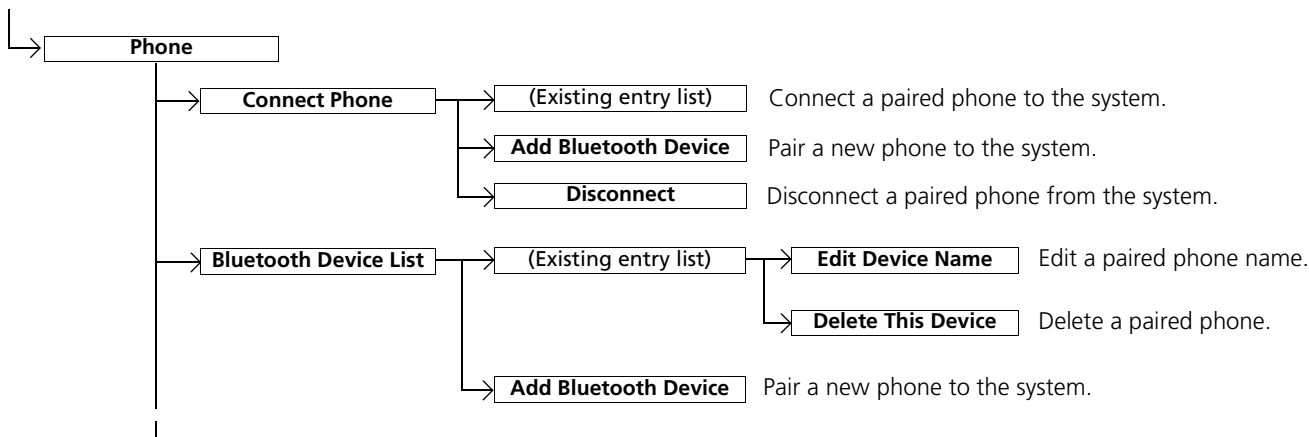 Phone
Connect Phone
(Existing entry list)
Connect a paired phone to the system.
Add Bluetooth Device
Pair a new phone to the system.
Disconnect
Disconnect a paired phone from the system.
Bluetooth Device List
(Existing entry list)
Edit Device Name
Edit a paired phone name.
Delete This Device
Delete a paired phone.
Add Bluetooth Device
Pair a new phone to the system.